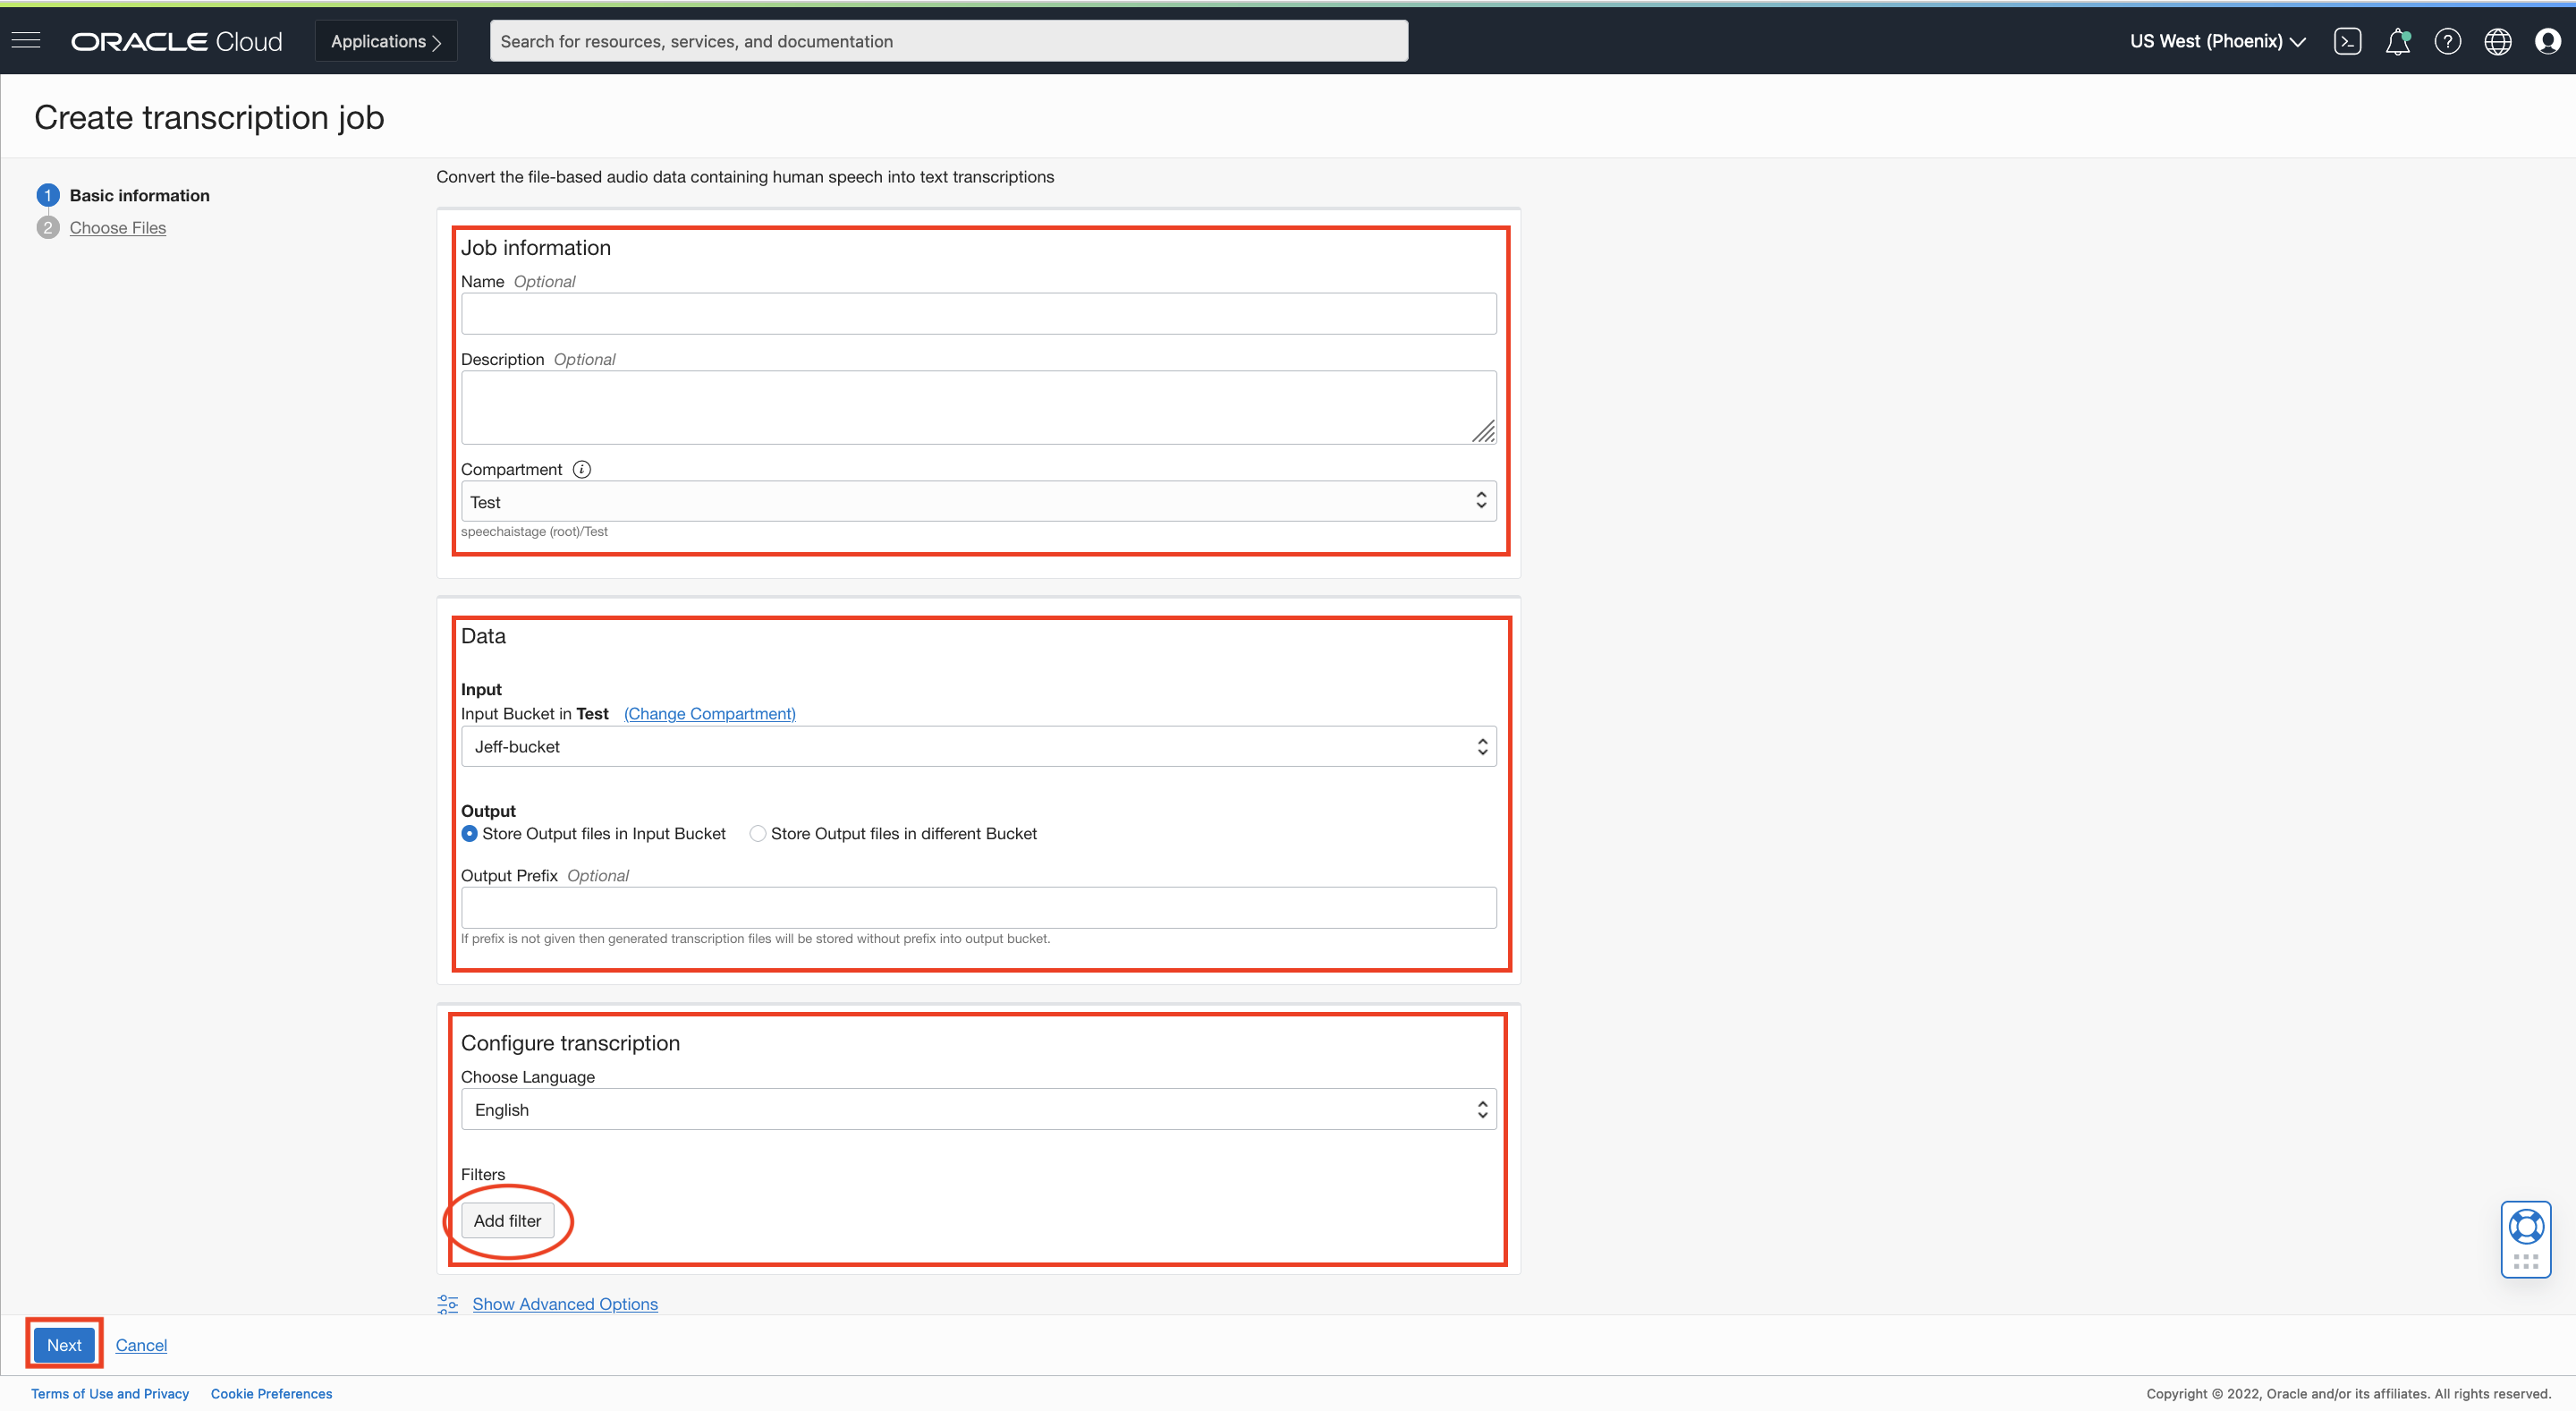 ORACLE Cloud
Applications
Search for resources, services, and documentation
US West (Phoenix)
Create transcription job
1 Basic information
2 Choose Files
Convert the file-based audio data containing human speech into text transcriptions
Job information
Name Optional
Description Optional
Compartment
Test
speechaistage (root)/Test
Data
Input
Input Bucket in Test (Change Compartment)
Jeff-bucket
Output
Store Output files in Input Bucket Store Output files in different Bucket
Output Prefix Optional
If prefix is not given then generated transcription files will be stored without prefix into output bucket.
Configure transcription
Choose Language
English
Filters
Add filter
Show Advanced Options
Next Cancel
Terms of Use and Privacy Cookie Preferences
Copyright © 2022, Oracle and/or its affiliates. All rights reserved.